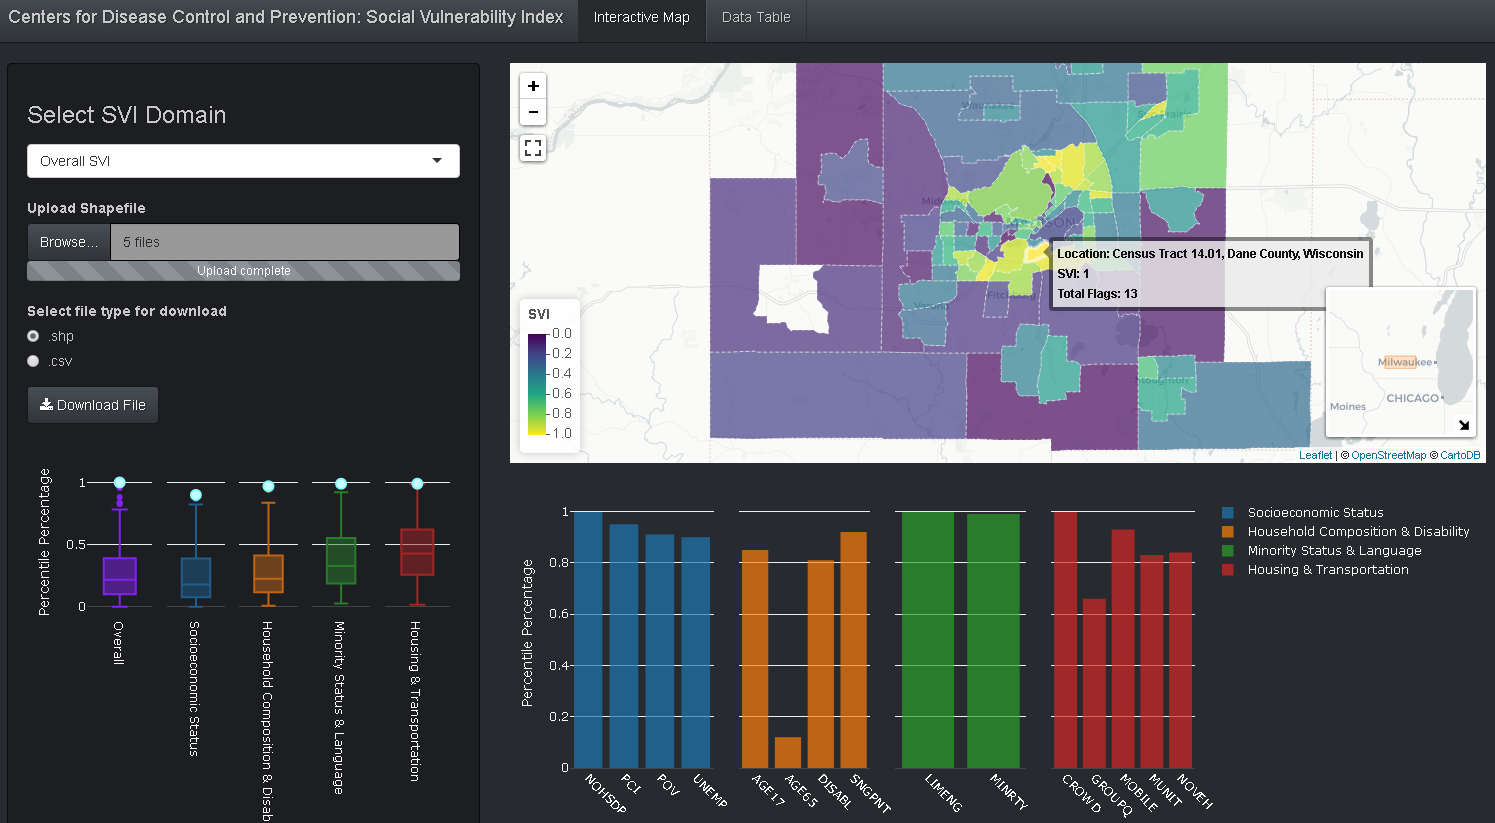 Centers for Disease Control and Prevention: Social Vulnerability Index
Interactive Map
Data Table
Select SVI Domain
Overall SVI
Upload Shapefile
Browse...
5 files
Upload complete
Select file type for download
.shp
.csv
Download File
Percentile Percentage
1
0.5
0
Overall
Socioeconomic Status
Household Composition & Disab
Minority Status & Language
Housing & Transportation
+
−
Location: Census Tract 14.01, Dane County, Wisconsin
SVI: 1
Total Flags: 13
SVI
0.0
0.2
0.4
0.6
0.8
1.0
Milwaukee
CHICAGO
Moines
Leaflet | © OpenStreetMap © CartoDB
Percentile Percentage
1
0.8
0.6
0.4
0.2
0
NOHSDP
PCI
POV
UNEMP
AGE17
AGE65
DISABL
SNGPNT
LIMENG
MINRTY
CROWD
GROUPQ
MOBILE
MUNIT
NOVEH
Socioeconomic Status
Household Composition & Disability
Minority Status & Language
Housing & Transportation